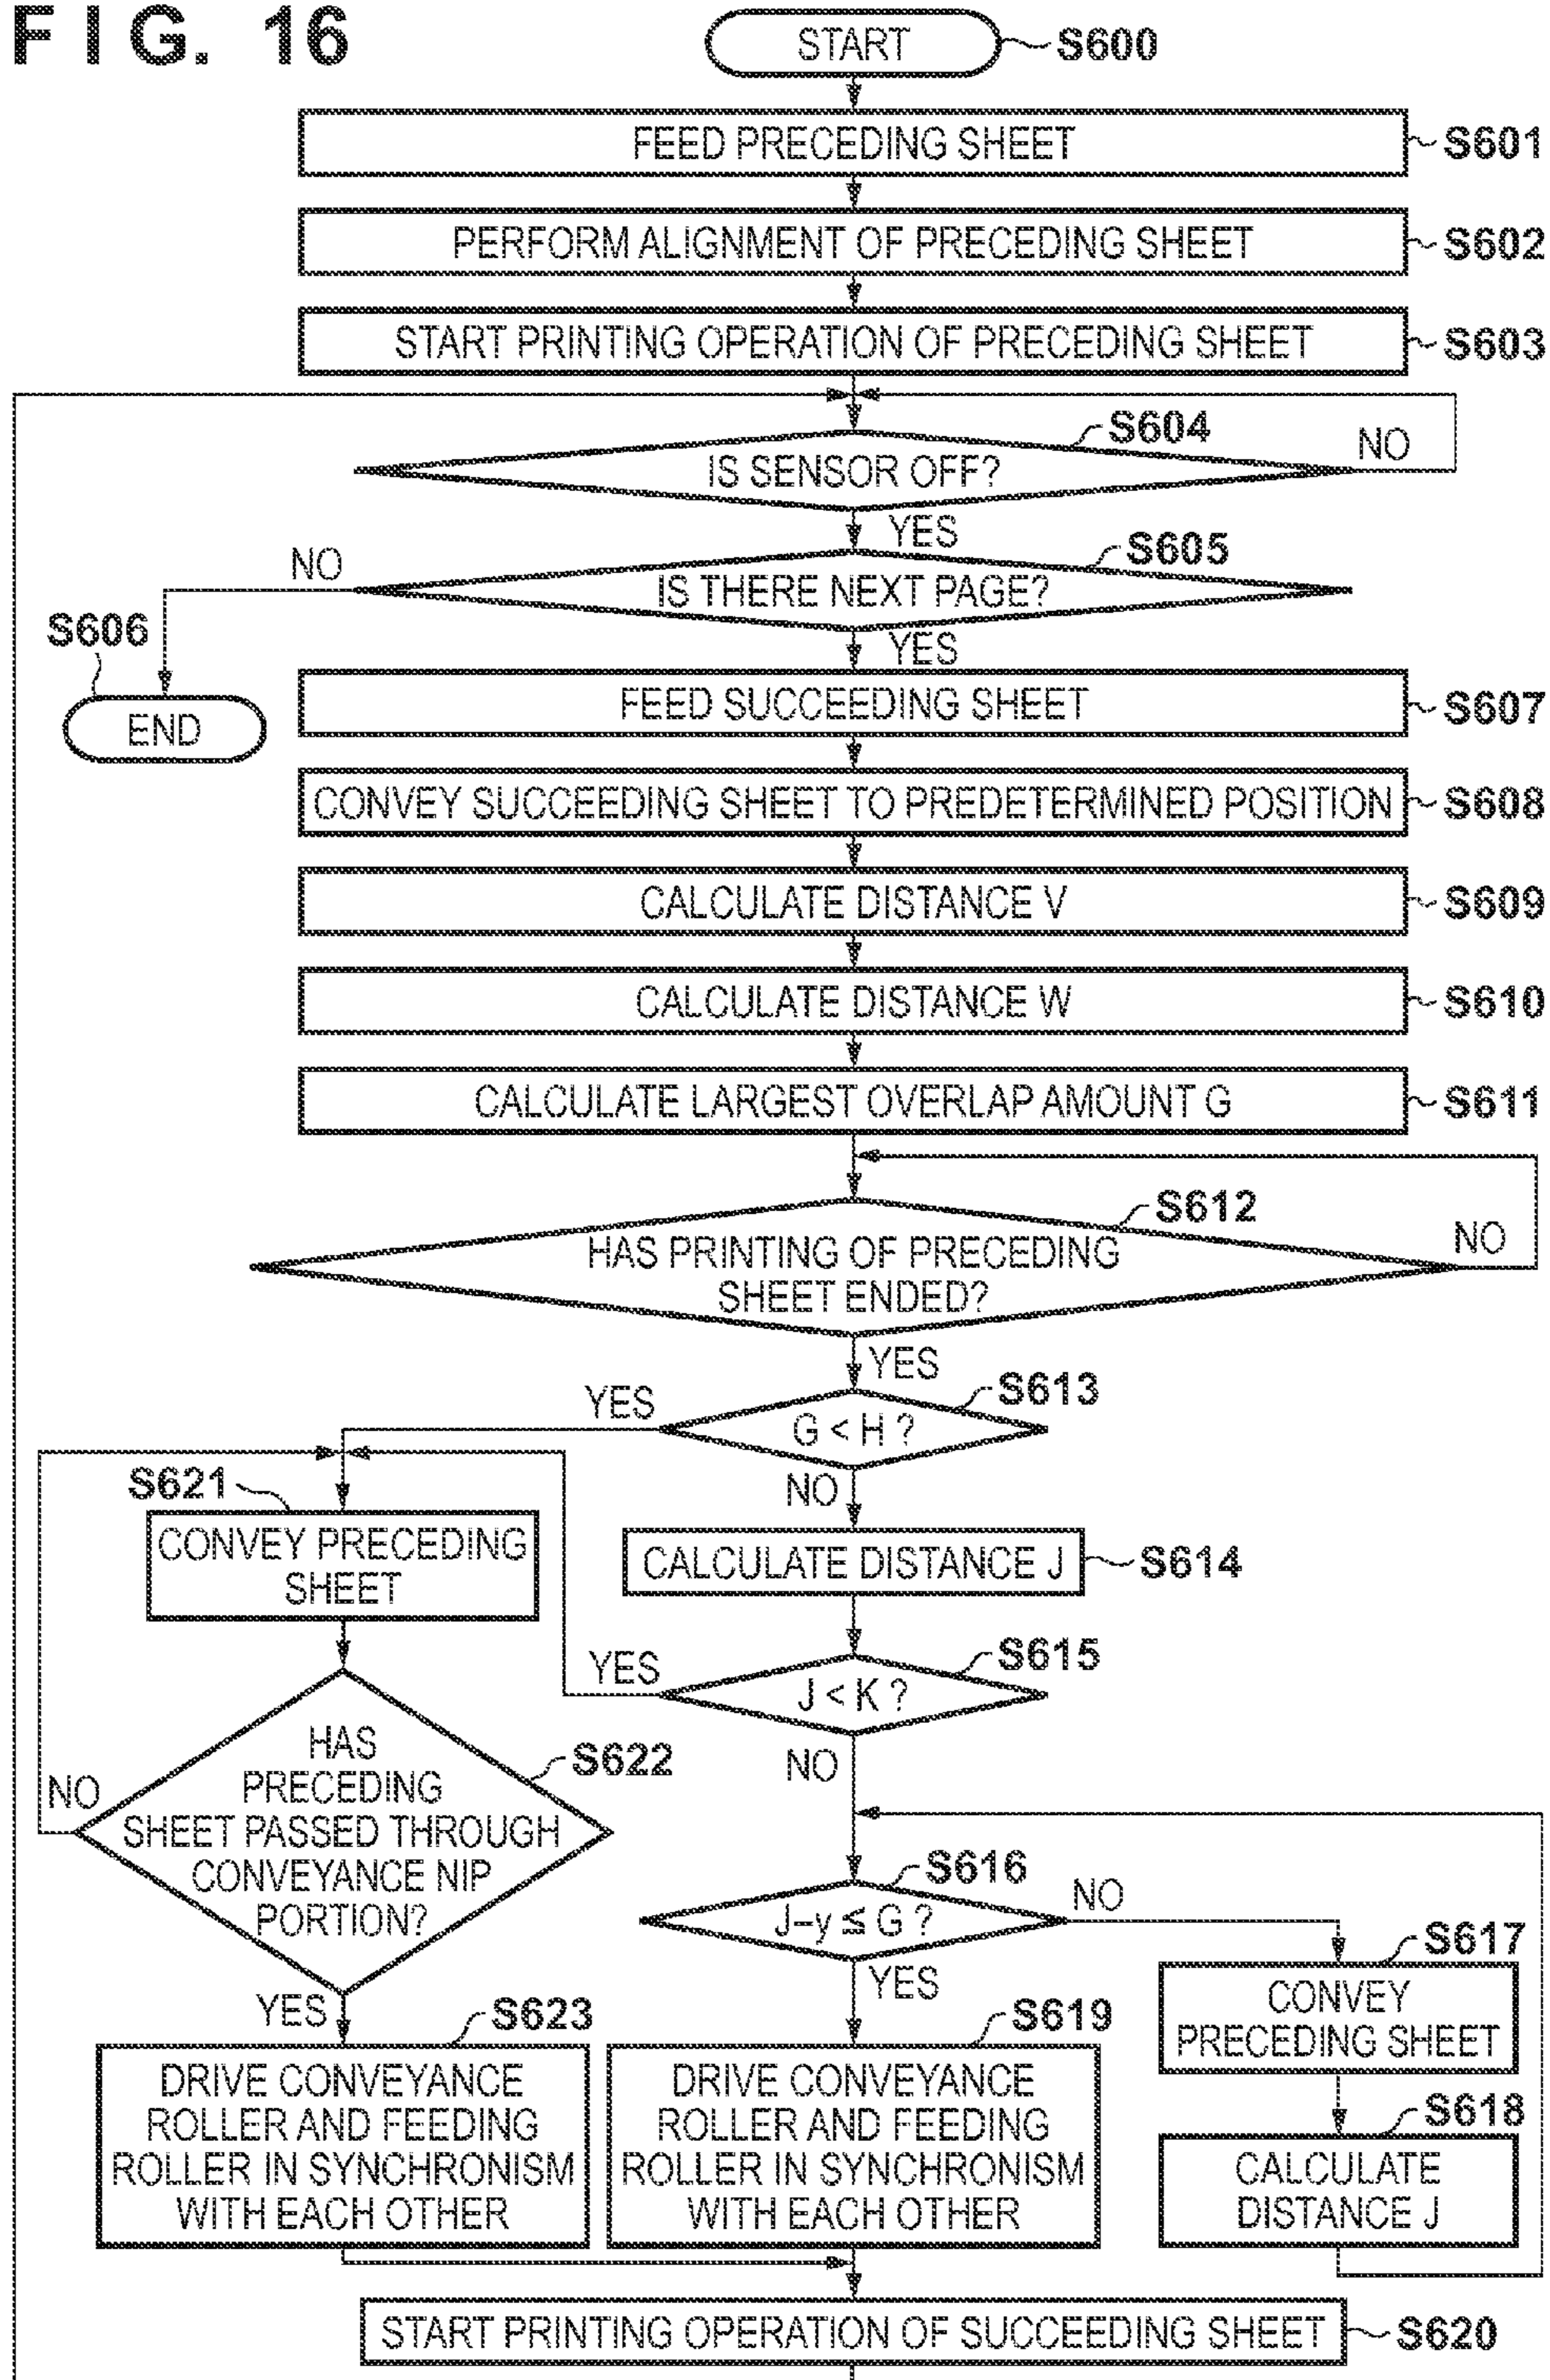 FIG. 16
START
S600
FEED PRECEDING SHEET
S601
PERFORM ALIGNMENT OF PRECEDING SHEET
S602
START PRINTING OPERATION OF PRECEDING SHEET
S603
S604
NO
IS SENSOR OFF?
YES
S605
NO
IS THERE NEXT PAGE?
S606
YES
END
FEED SUCCEEDING SHEET
S607
CONVEY SUCCEEDING SHEET TO PREDETERMINED POSITION
S608
CALCULATE DISTANCE V
S609
CALCULATE DISTANCE W
S610
CALCULATE LARGEST OVERLAP AMOUNT G
S611
S612
NO
HAS PRINTING OF PRECEDING
SHEET ENDED?
YES
S613
YES
G < H ?
NO
S621
CONVEY PRECEDING
SHEET
CALCULATE DISTANCE J
S614
S615
YES
J < K ?
NO
HAS
PRECEDING
SHEET PASSED THROUGH
CONVEYANCE NIP
PORTION?
S622
NO
YES
S616
NO
J–y ≦ G ?
YES
S617
CONVEY
PRECEDING SHEET
S618
CALCULATE
DISTANCE J
S623
DRIVE CONVEYANCE
ROLLER AND FEEDING
ROLLER IN SYNCHRONISM
WITH EACH OTHER
S619
DRIVE CONVEYANCE
ROLLER AND FEEDING
ROLLER IN SYNCHRONISM
WITH EACH OTHER
START PRINTING OPERATION OF SUCCEEDING SHEET
S620